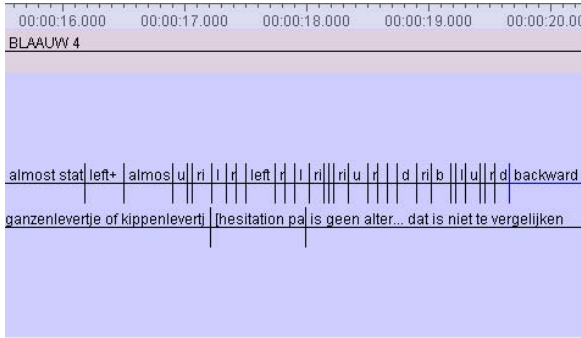 00:00:16.000 00:00:17.000 00:00:18.000 00:00:19.000 00:00:20.0
BLAAUW 4
almost stat left+ almos u ri l r left r l ri ri u r d ri b l u r d backward
ganzenlevertje of kippenlevertj [hesitation pa is geen alter... dat is niet te vergelijken